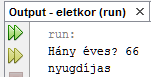 Output - eletkor (run)
run:
Hány éves? 66
nyugdíjas